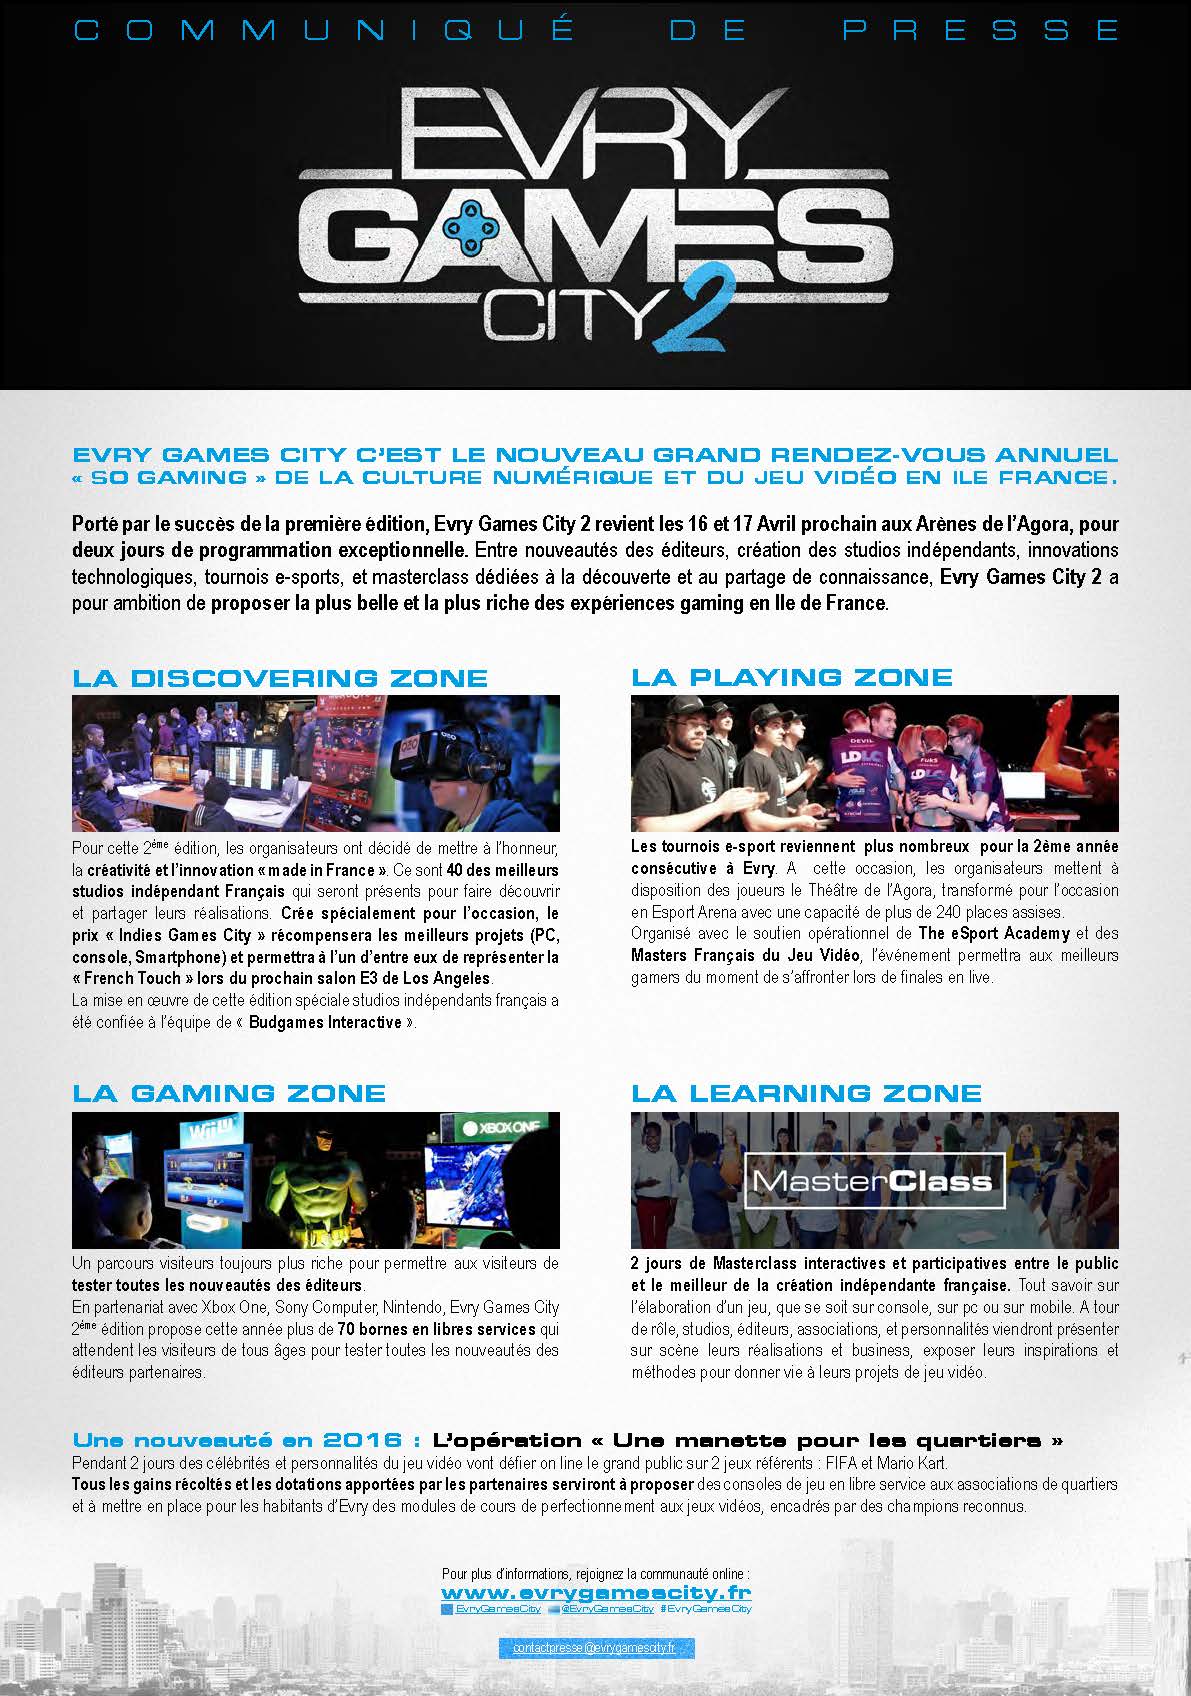 COMMUNIQUÉ DE PRESSE
EVRY
GAMES
CITY 2
EVRY GAMES CITY C'EST LE NOUVEAU GRAND RENDEZ-VOUS ANNUEL
« SO GAMING » DE LA CULTURE NUMÉRIQUE ET DU JEU VIDÉO EN ILE FRANCE.
Porté par le succès de la première édition, Evry Games City 2 revient les 16 et 17 Avril prochain aux Arènes de l'Agora, pour
deux jours de programmation exceptionnelle. Entre nouveautés des éditeurs, création des studios indépendants, innovations
technologiques, tournois e-sports, et masterclass dédiées à la découverte et au partage de connaissance, Evry Games City 2 a
pour ambition de proposer la plus belle et la plus riche des expériences gaming en Ile de France.
LA DISCOVERING ZONE
Pour cette 2éme édition, les organisateurs ont décidé de mettre à l'honneur,
la créativité et l'innovation « made in France ». Ce sont 40 des meilleurs
studios indépendant Français qui seront présents pour faire découvrir
et partager leurs réalisations. Crée spécialement pour l'occasion, le
prix « Indies Games City » récompensera les meilleurs projets (PC,
console, Smartphone) et permettra à l'un d'entre eux de représenter la
« French Touch » lors du prochain salon E3 de Los Angeles.
La mise en œuvre de cette édition spéciale studios indépendants français a
été confiée à l'équipe de « Budgames Interactive ».
LA PLAYING ZONE
DEVIL
LDLC
FukS
LDLC
Les tournois e-sport reviennent plus nombreux pour la 2ème année
consécutive à Evry. A cette occasion, les organisateurs mettent à
disposition des joueurs le Théâtre de l'Agora, transformé pour l'occasion
en Esport Arena avec une capacité de plus de 240 places assises.
Organisé avec le soutien opérationnel de The eSport Academy et des
Masters Français du Jeu Vidéo, l'événement permettra aux meilleurs
gamers du moment de s'affronter lors de finales en live.
LA GAMING ZONE
WiiU
XBOX ONE
Un parcours visiteurs toujours plus riche pour permettre aux visiteurs de
tester toutes les nouveautés des éditeurs.
En partenariat avec Xbox One, Sony Computer, Nintendo, Evry Games City
2éme édition propose cette année plus de 70 bornes en libres services qui
attendent les visiteurs de tous âges pour tester toutes les nouveautés des
éditeurs partenaires.
LA LEARNING ZONE
MasterClass
2 jours de Masterclass interactives et participatives entre le public
et le meilleur de la création indépendante française. Tout savoir sur
l'élaboration d'un jeu, que se soit sur console, sur pc ou sur mobile. A tour
de rôle, studios, éditeurs, associations, et personnalités viendront présenter
sur scène leurs réalisations et business, exposer leurs inspirations et
méthodes pour donner vie à leurs projets de jeu vidéo.
Une nouveauté en 2016 : L'opération « Une manette pour les quartiers »
Pendant 2 jours des célébrités et personnalités du jeu vidéo vont défier on line le grand public sur 2 jeux référents : FIFA et Mario Kart.
Tous les gains récoltés et les dotations apportées par les partenaires serviront à proposer des consoles de jeu en libre service aux associations de quartiers
et à mettre en place pour les habitants d'Evry des modules de cours de perfectionnement aux jeux vidéos, encadrés par des champions reconnus.
Pour plus d'informations, rejoignez la communauté online :
www.evrygamescity.fr
EvryGamesCity @EvryGamesCity #EvryGamesCity
contactpresse@evrygamescity.fr